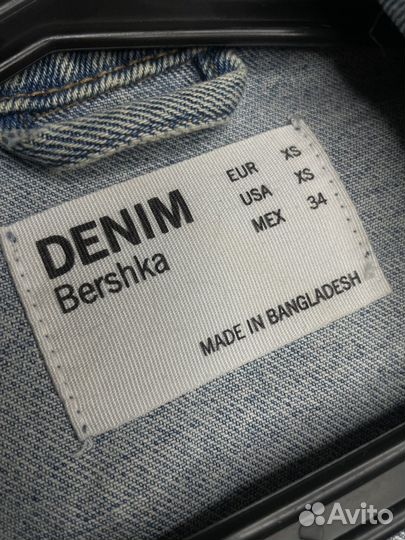 DENIM
Bershka
EUR XS
USA XS
MEX 34
MADE IN BANGLADESH
Avito